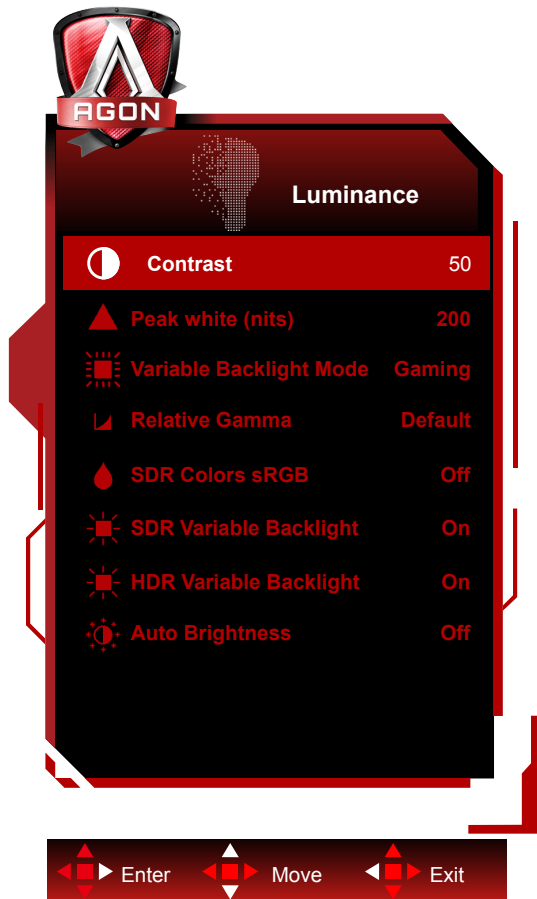 AGON
Luminance
Contrast 50
Peak white (nits) 200
Variable Backlight Mode Gaming
Relative Gamma Default
SDR Colors sRGB Off
SDR Variable Backlight On
HDR Variable Backlight On
Auto Brightness Off
Enter Move Exit